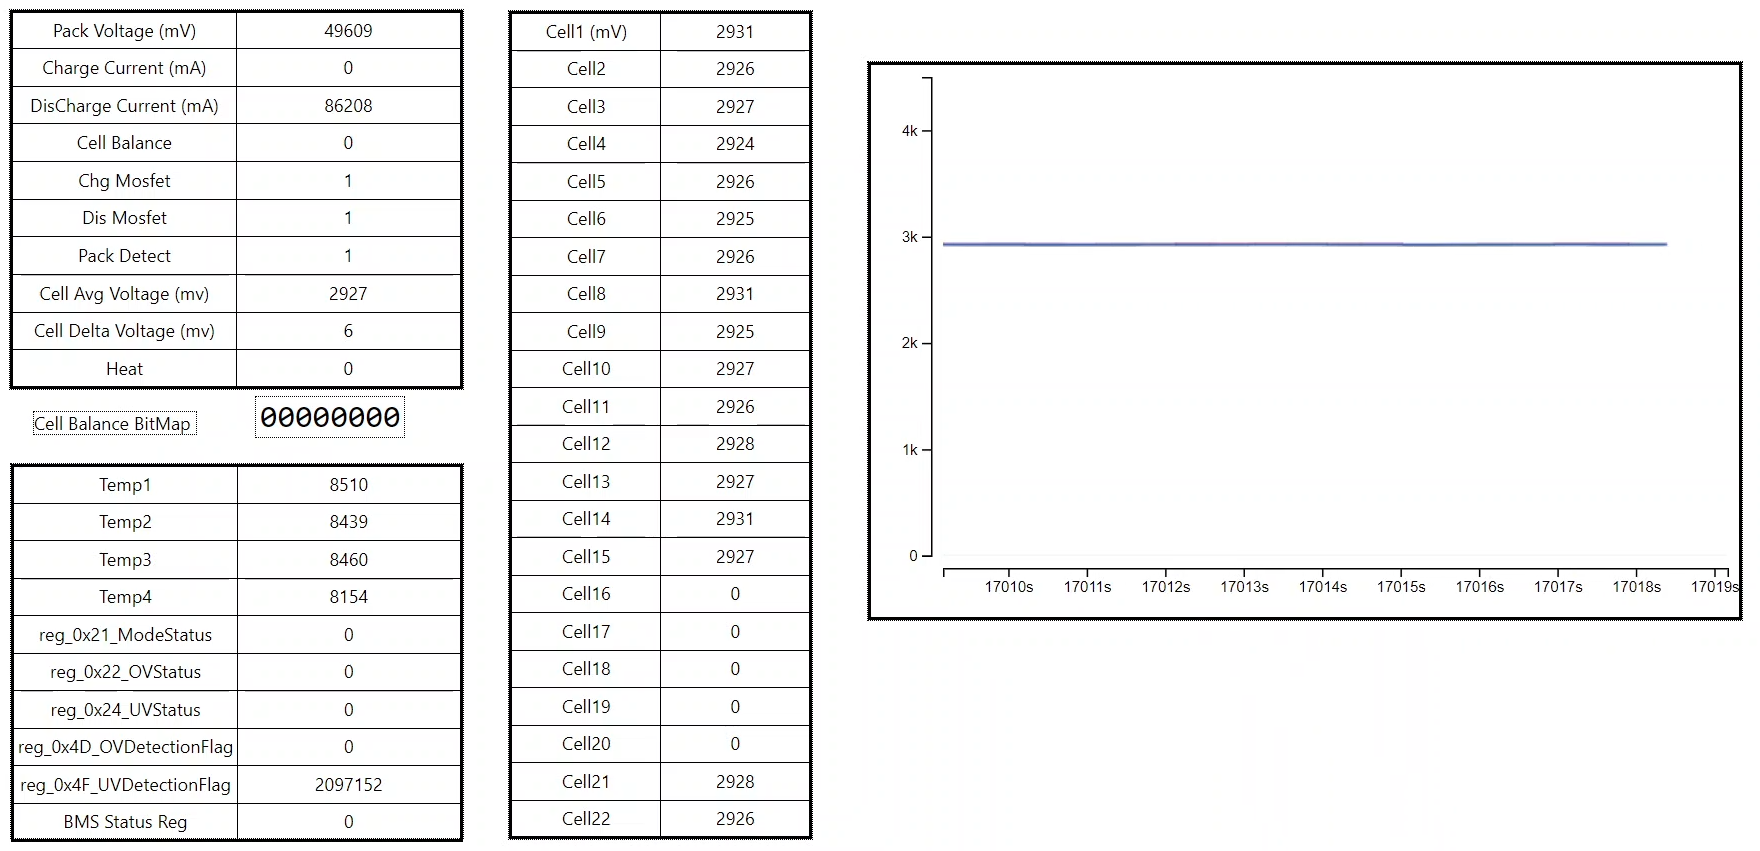 Pack Voltage (mV) 49609
Charge Current (mA) 0
DisCharge Current (mA) 86208
Cell Balance 0
Chg Mosfet 1
Dis Mosfet 1
Pack Detect 1
Cell Avg Voltage (mv) 2927
Cell Delta Voltage (mv) 6
Heat 0
Cell Balance BitMap 00000000
Temp1 8510
Temp2 8439
Temp3 8460
Temp4 8154
reg_0x21_ModeStatus 0
reg_0x22_OVStatus 0
reg_0x24_UVStatus 0
reg_0x4D_OVDetectionFlag 0
reg_0x4F_UVDetectionFlag 2097152
BMS Status Reg 0
Cell1 (mV) 2931
Cell2 2926
Cell3 2927
Cell4 2924
Cell5 2926
Cell6 2925
Cell7 2926
Cell8 2931
Cell9 2925
Cell10 2927
Cell11 2926
Cell12 2928
Cell13 2927
Cell14 2931
Cell15 2927
Cell16 0
Cell17 0
Cell18 0
Cell19 0
Cell20 0
Cell21 2928
Cell22 2926
4k
3k
2k
1k
0
17010s 17011s 17012s 17013s 17014s 17015s 17016s 17017s 17018s 17019s